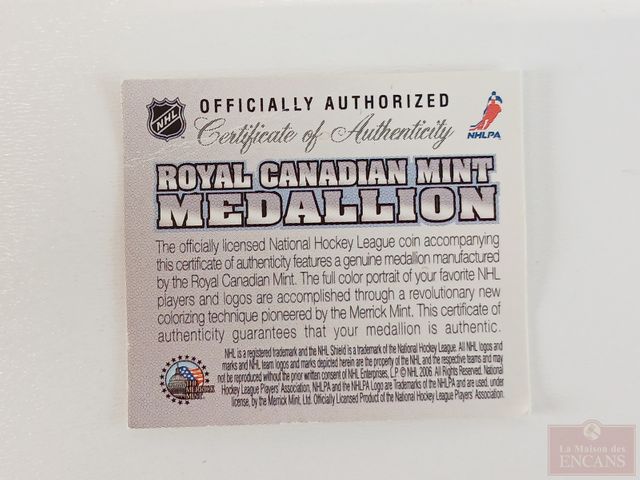 NHL
OFFICIALLY AUTHORIZED
Certificate of Authenticity
NHLPA
ROYAL CANADIAN MINT
MEDALLION
The officially licensed National Hockey League coin accompanying
this certificate of authenticity features a genuine medallion manufactured
by the Royal Canadian Mint. The full color portrait of your favorite NHL
players and logos are accomplished through a revolutionary new
colorizing technique pioneered by the Merrick Mint. This certificate of
authenticity guarantees that your medallion is authentic.
NHL is a registered trademark and the NHL Shield is a trademark of the National Hockey League. All NHL logos and
marks and NHL team logos and marks depicted herein are the property of the NHL and the respective teams and may
not be reproduced without the prior written consent of NHL Enterprises, L.P. © NHL 2006. All Rights Reserved. National
Hockey League Players' Association, NHLPA and the NHLPA Logo are Trademarks of the NHLPA and are used, under
license, by the Merrick Mint, Ltd. Officially Licensed Product of the National Hockey League Players' Association.
THE
MERRICK
MINT
La Maison des
ENCANS